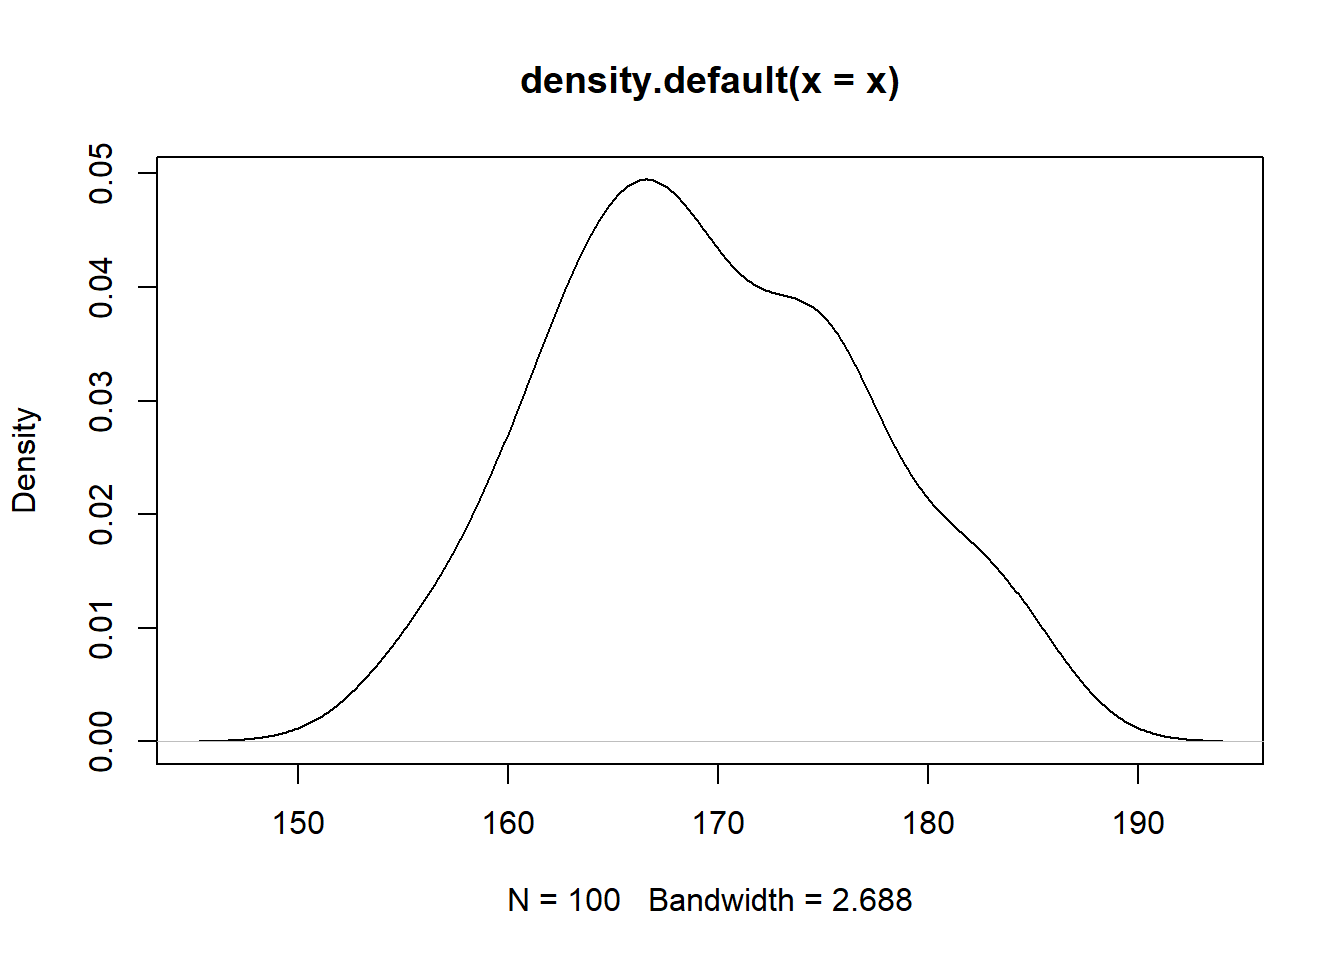 density.default(x = x)
Density
0.05
0.04
0.03
0.02
0.01
0.00
150 160 170 180 190
N = 100   Bandwidth = 2.688